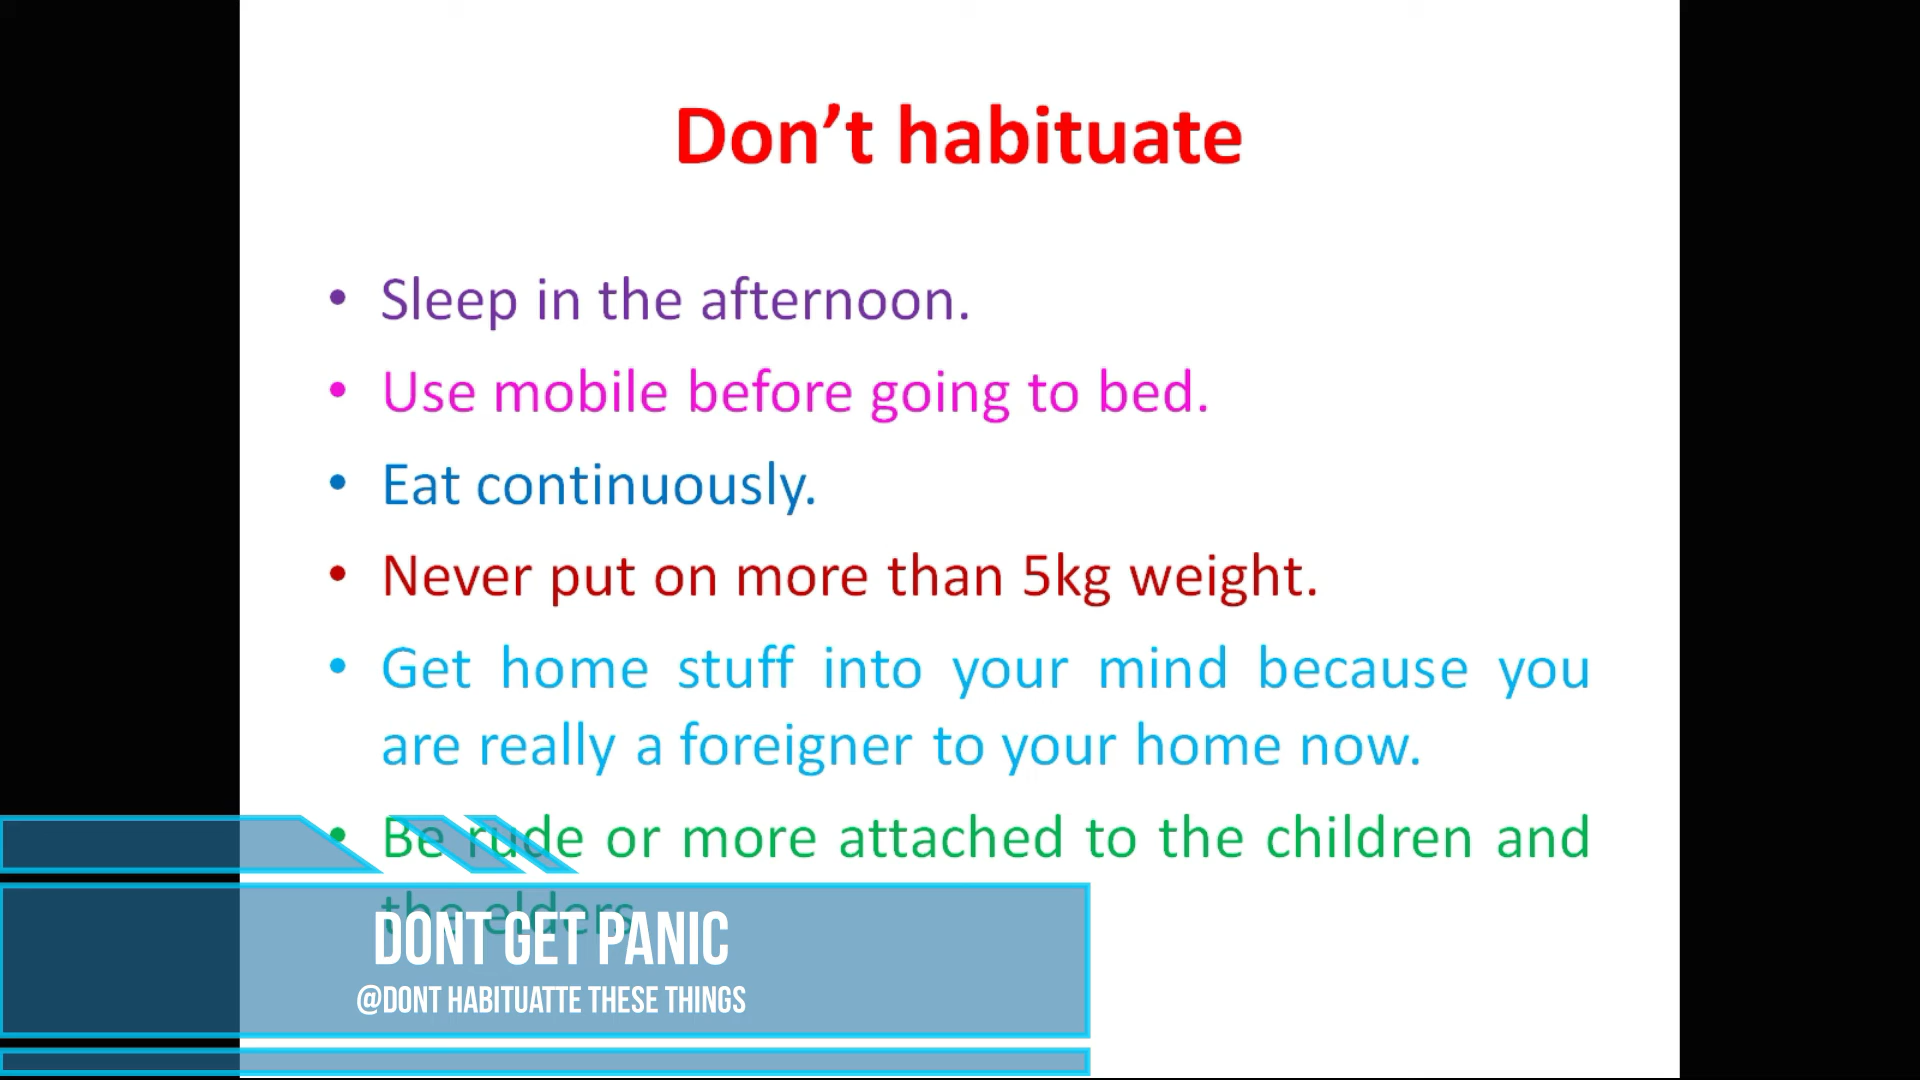 Don’t habituate
• Sleep in the afternoon.
• Use mobile before going to bed.
• Eat continuously.
• Never put on more than 5kg weight.
• Get home stuff into your mind because you
are really a foreigner to your home now.
• Be rude or more attached to the children and
the elders.
DONT GET PANIC
@DONT HABITUATTE THESE THINGS